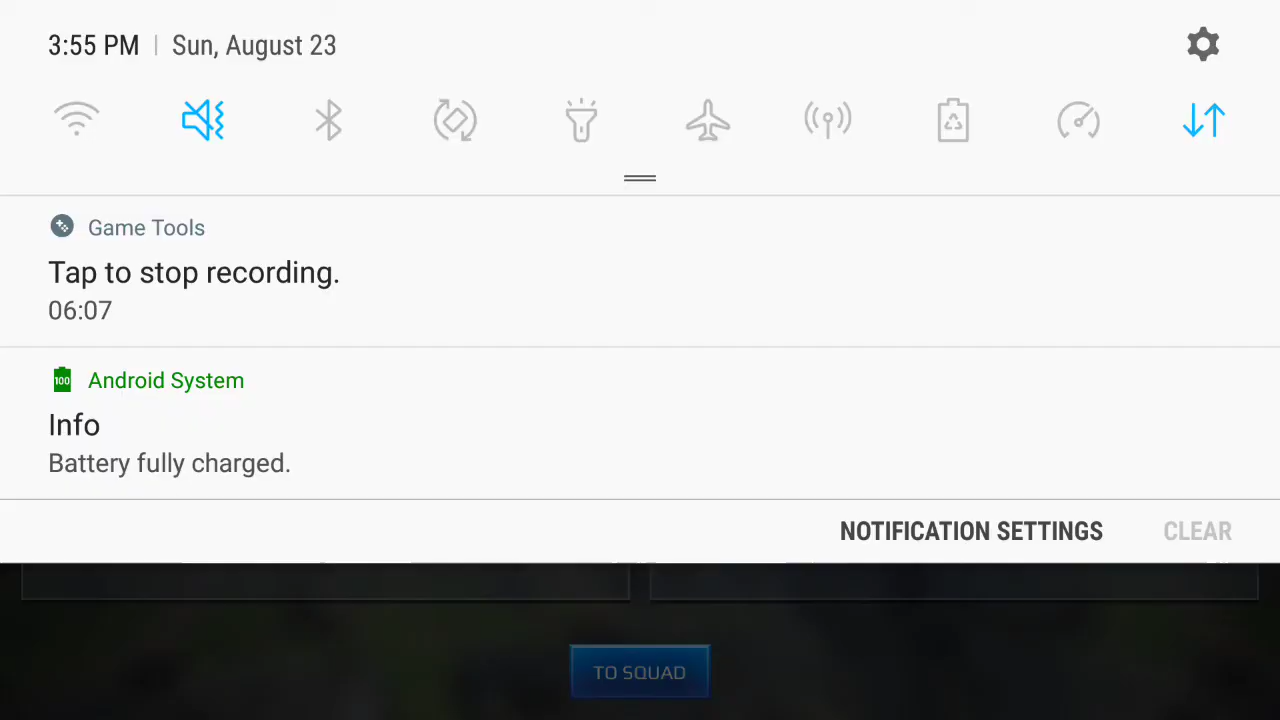 3:55 PM | Sun, August 23
Game Tools
Tap to stop recording.
06:07
100 Android System
Info
Battery fully charged.
NOTIFICATION SETTINGS CLEAR
TO SQUAD